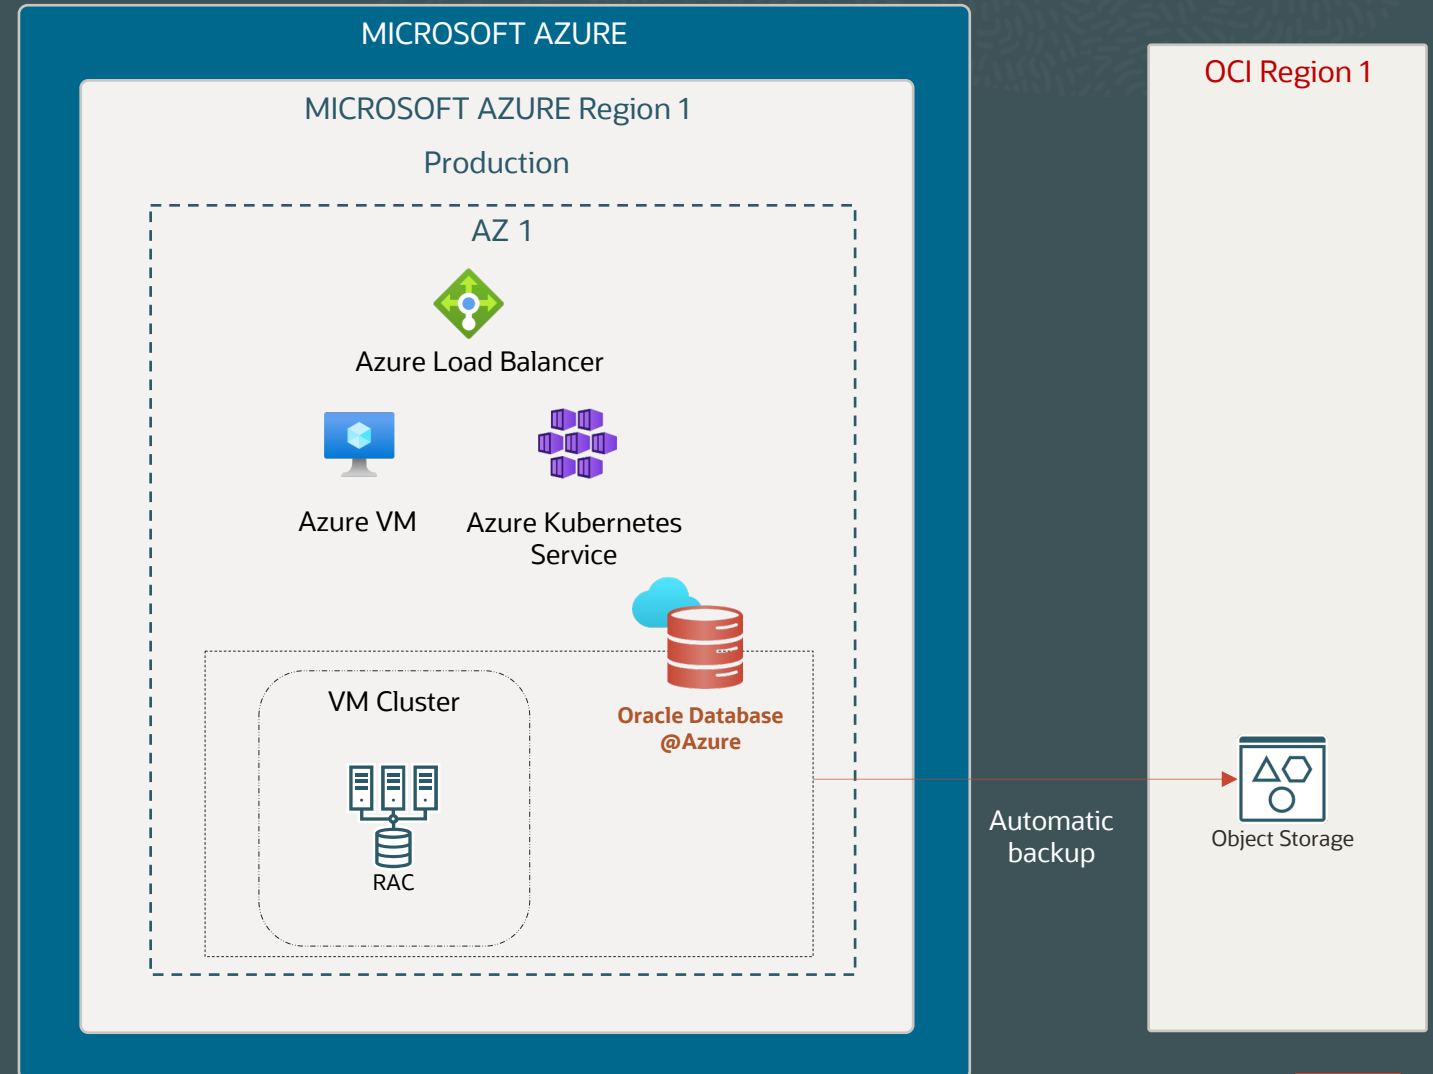 MICROSOFT AZURE
OCI Region 1
MICROSOFT AZURE Region 1
Production
AZ 1
Azure Load Balancer
Azure VM
Azure Kubernetes
Service
VM Cluster
Oracle Database
@Azure
RAC
Automatic
backup
Object Storage